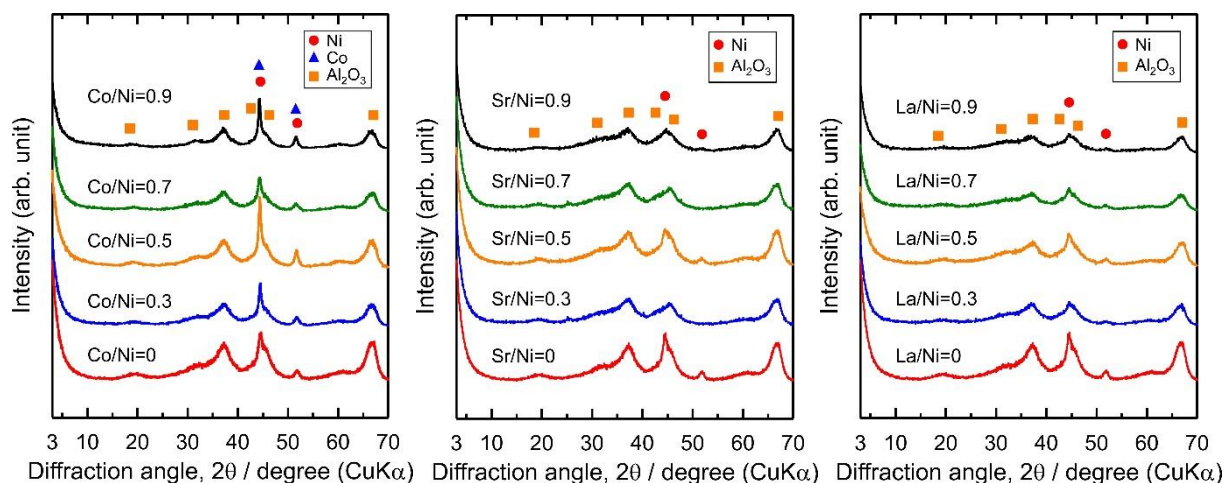 Intensity (arb. unit)
Ni
Co
Al₂O₃
Co/Ni=0.9
Co/Ni=0.7
Co/Ni=0.5
Co/Ni=0.3
Co/Ni=0
3 10 20 30 40 50 60 70
Diffraction angle, 2θ / degree (CuKα)
Intensity (arb. unit)
Ni
Al₂O₃
Sr/Ni=0.9
Sr/Ni=0.7
Sr/Ni=0.5
Sr/Ni=0.3
Sr/Ni=0
3 10 20 30 40 50 60 70
Diffraction angle, 2θ / degree (CuKα)
Intensity (arb. unit)
Ni
Al₂O₃
La/Ni=0.9
La/Ni=0.7
La/Ni=0.5
La/Ni=0.3
La/Ni=0
3 10 20 30 40 50 60 70
Diffraction angle, 2θ / degree (CuKα)